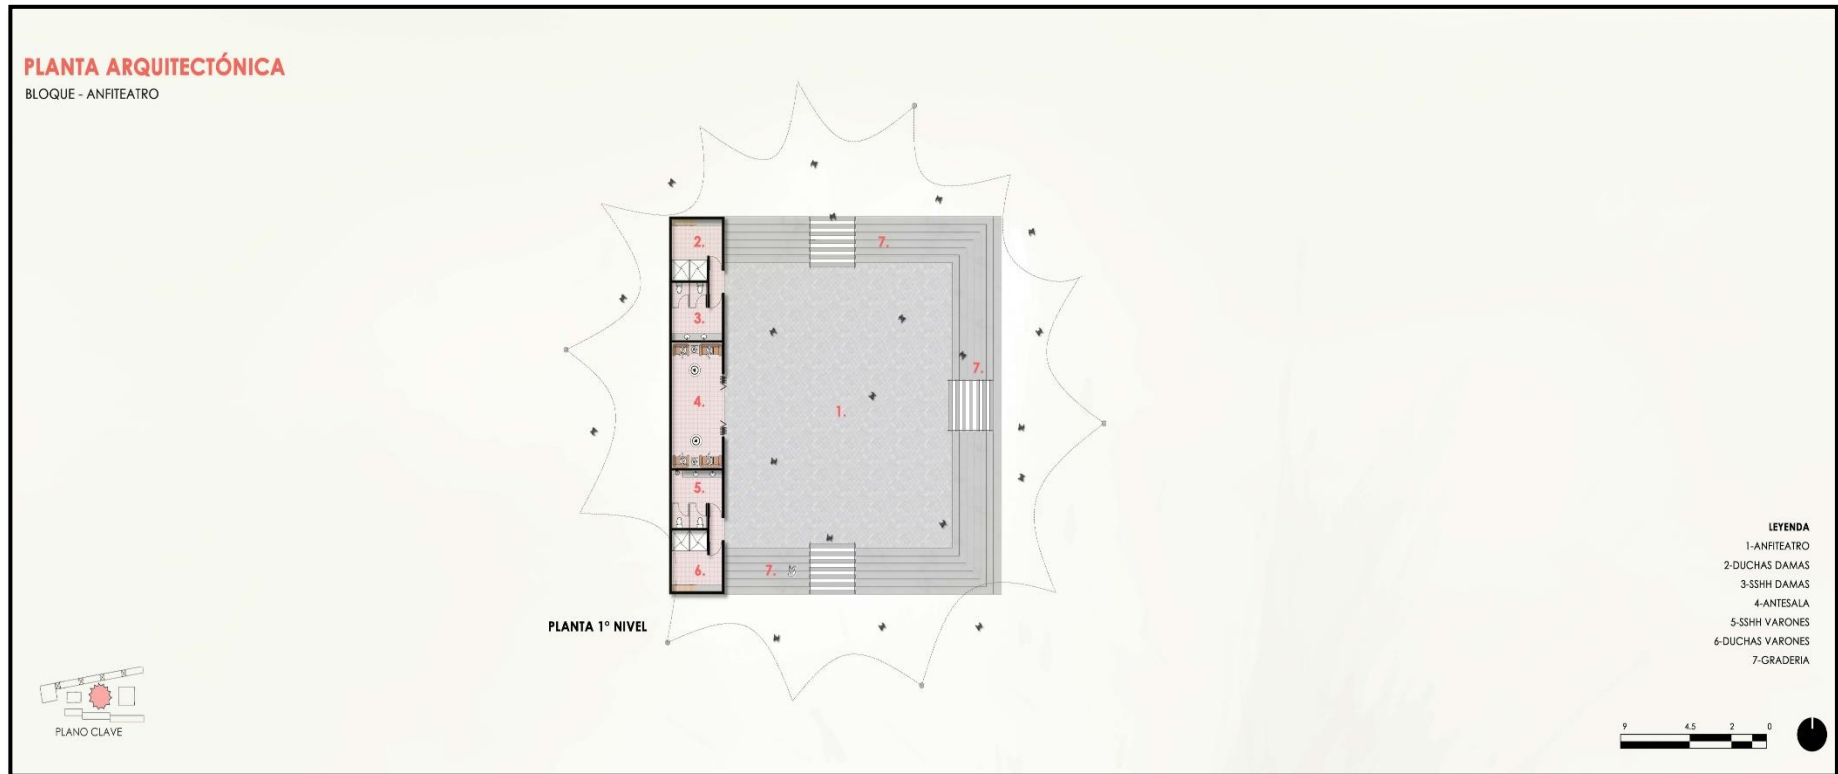 PLANTA ARQUITECTÓNICA
BLOQUE - ANFITEATRO
2.
7.
3.
7.
4.
1.
5.
7.
6.
PLANTA 1° NIVEL
LEYENDA
1-ANFITEATRO
2-DUCHAS DAMAS
3-SSHH DAMAS
4-ANTESALA
5-SSHH VARONES
6-DUCHAS VARONES
7-GRADERIA
PLANO CLAVE
9 4.5 2 0